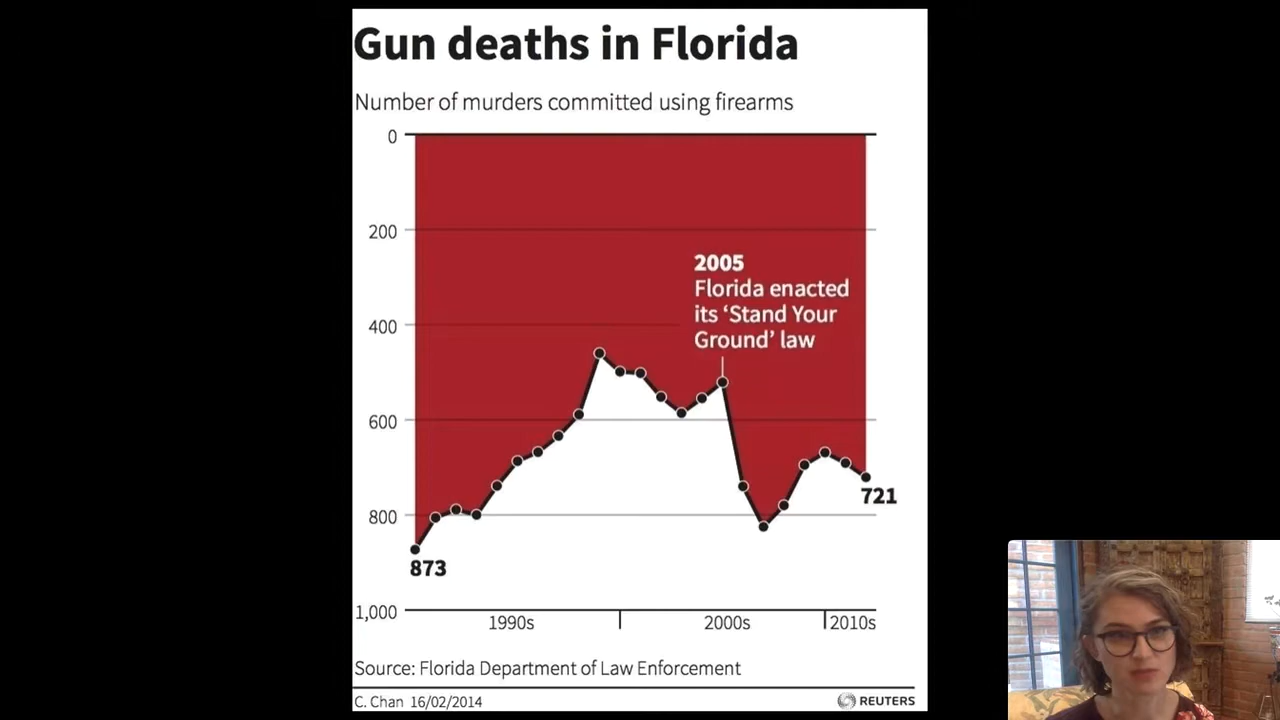 Gun deaths in Florida
Number of murders committed using firearms
0
200
400
600
800
1,000
2005
Florida enacted
its ‘Stand Your
Ground’ law
873
721
1990s
2000s
2010s
Source: Florida Department of Law Enforcement
C. Chan 16/02/2014
REUTERS